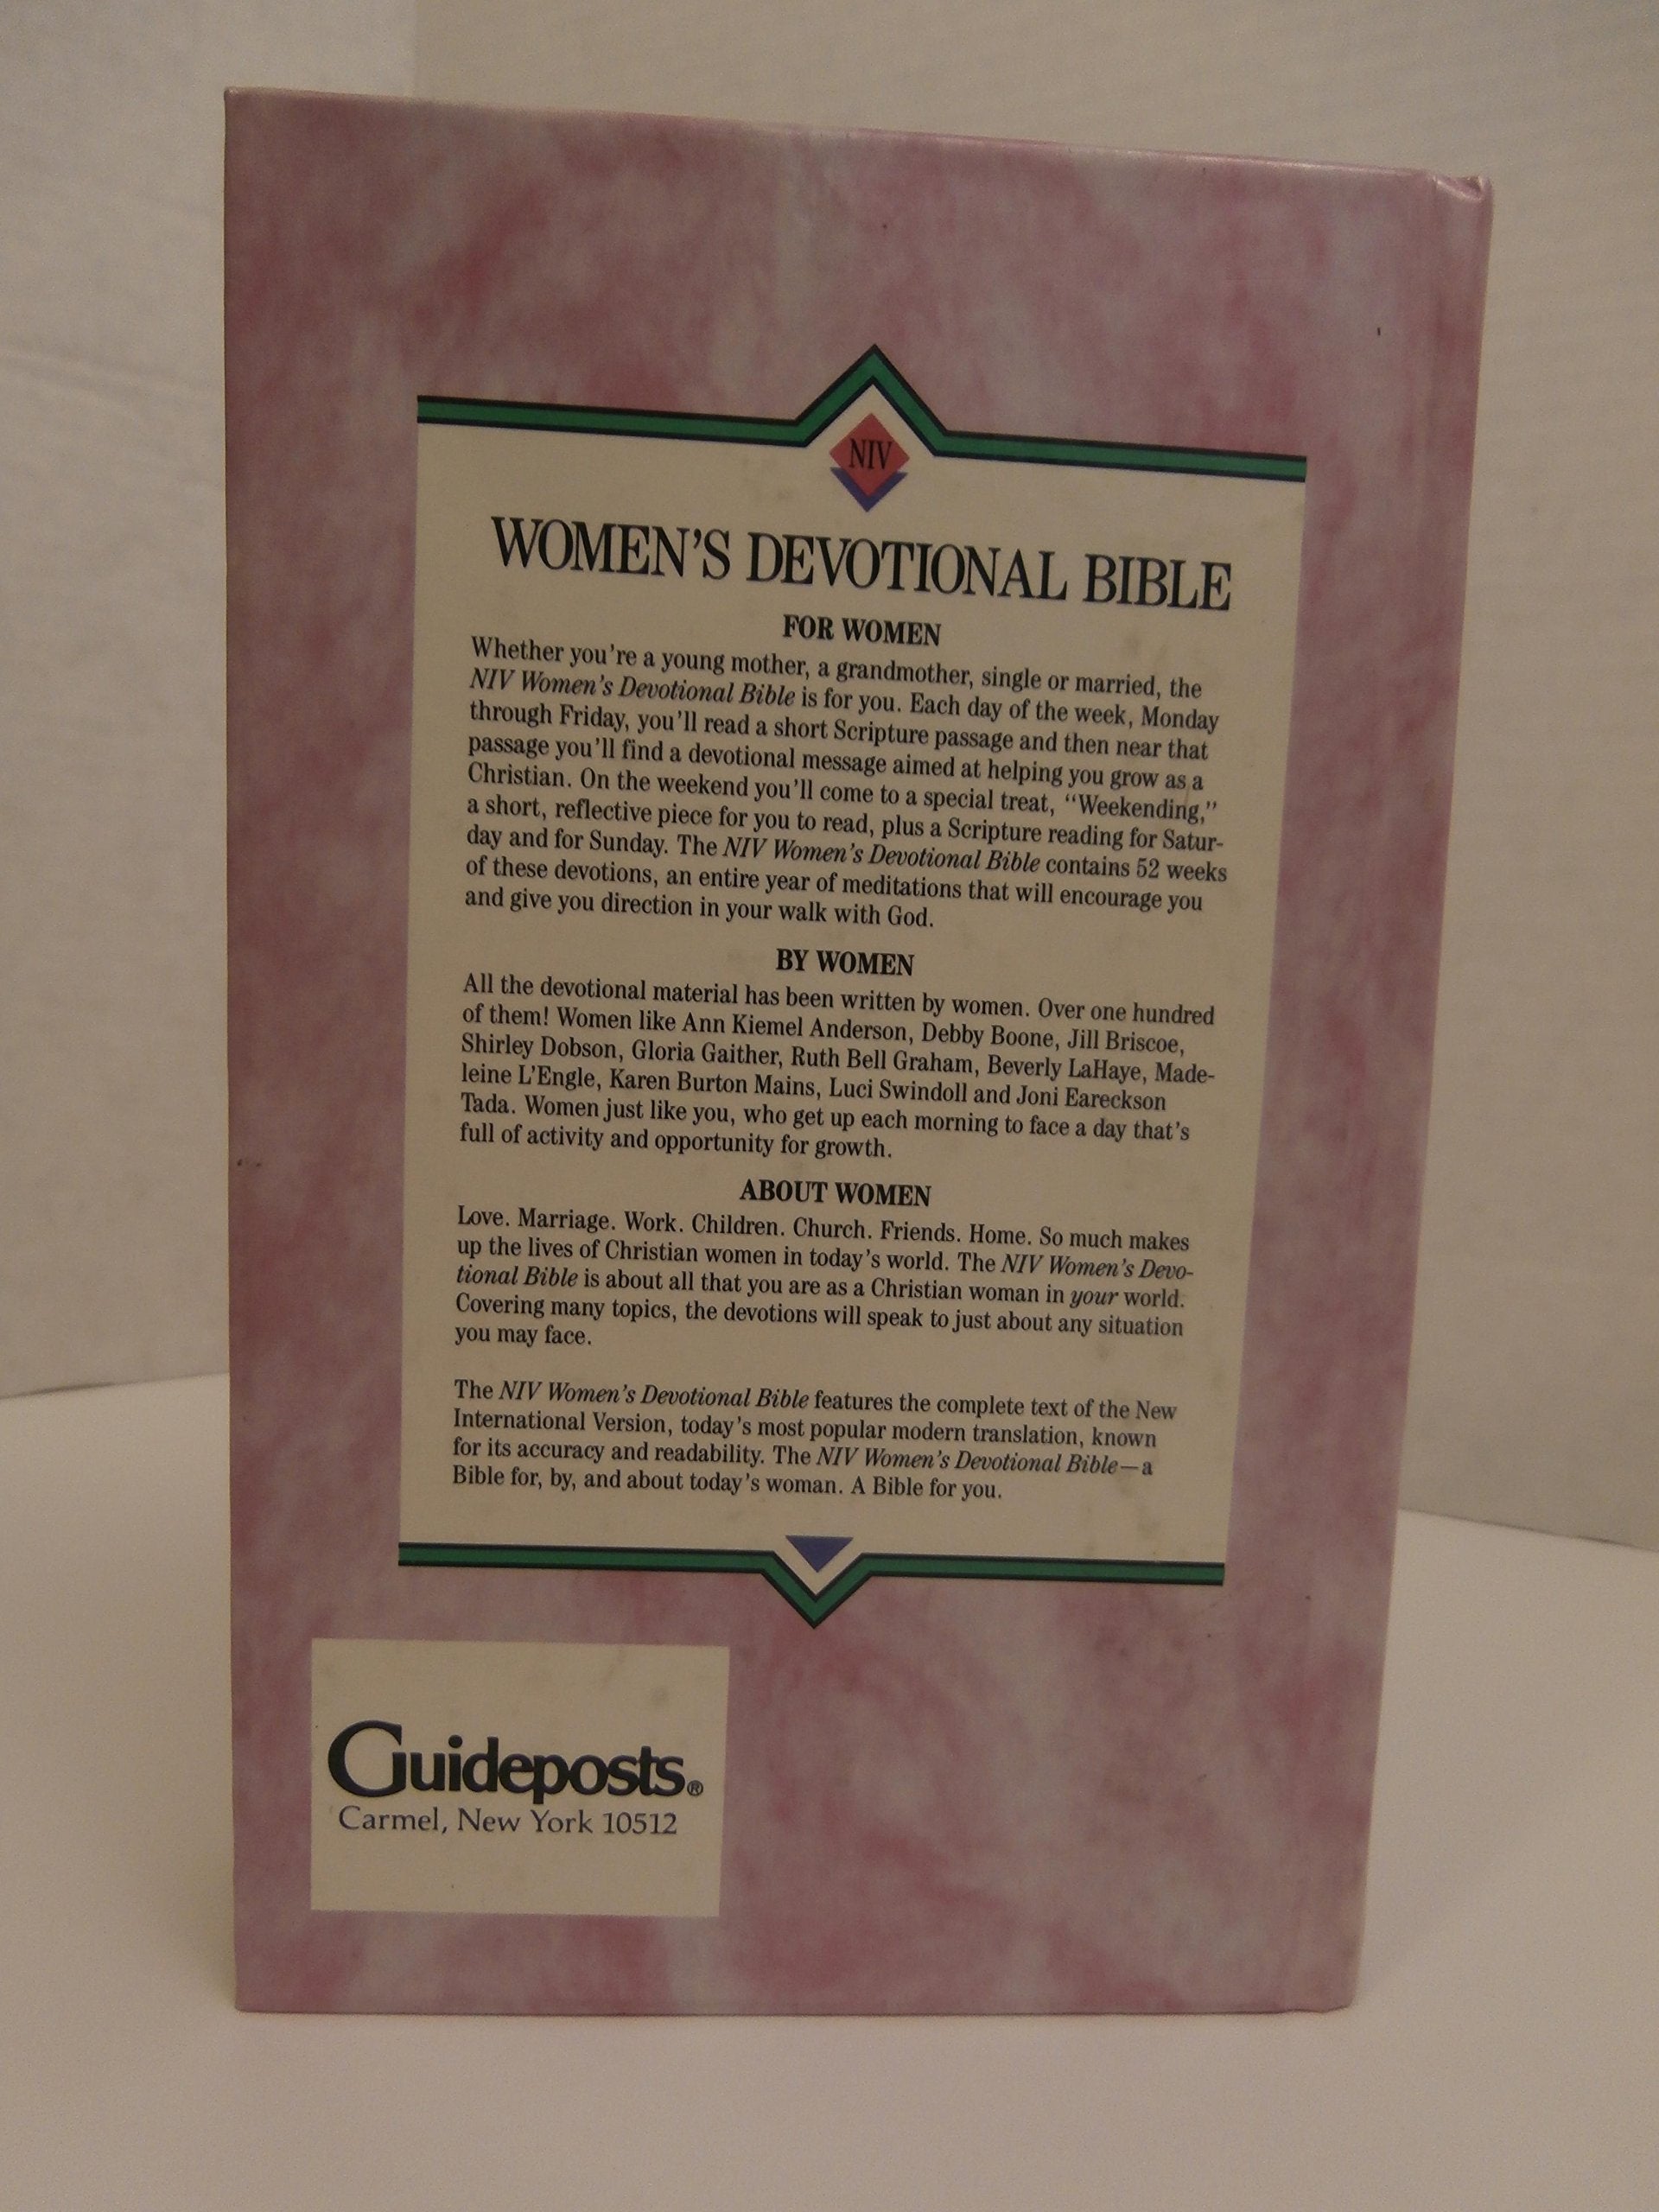 NIV
WOMEN'S DEVOTIONAL BIBLE
FOR WOMEN
Whether you're a young mother, a grandmother, single or married, the
NIV Women's Devotional Bible is for you. Each day of the week, Monday
through Friday, you'll read a short Scripture passage and then near that
passage you'll find a devotional message aimed at helping you grow as a
Christian. On the weekend you'll come to a special treat, "Weekending,"
a short, reflective piece for you to read, plus a Scripture reading for Satur-
day and for Sunday. The NIV Women's Devotional Bible contains 52 weeks
of these devotions, an entire year of meditations that will encourage you
and give you direction in your walk with God.
BY WOMEN
All the devotional material has been written by women. Over one hundred
of them! Women like Ann Kiemel Anderson, Debby Boone, Jill Briscoe,
Shirley Dobson, Gloria Gaither, Ruth Bell Graham, Beverly LaHaye, Made-
leine L'Engle, Karen Burton Mains, Luci Swindoll and Joni Eareckson
Tada. Women just like you, who get up each morning to face a day that's
full of activity and opportunity for growth.
ABOUT WOMEN
Love. Marriage. Work. Children. Church. Friends. Home. So much makes
up the lives of Christian women in today's world. The NIV Women's Devo-
tional Bible is about all that you are as a Christian woman in your world.
Covering many topics, the devotions will speak to just about any situation
you may face.
The NIV Women's Devotional Bible features the complete text of the New
International Version, today's most popular modern translation, known
for its accuracy and readability. The NIV Women's Devotional Bible—a
Bible for, by, and about today's woman. A Bible for you.
Guideposts®
Carmel, New York 10512